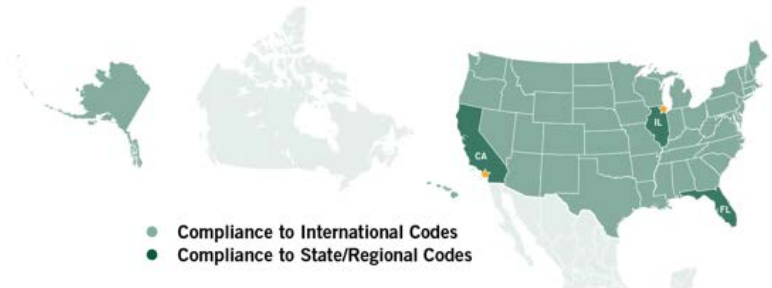 IL
CA
FL
Compliance to International Codes
Compliance to State/Regional Codes